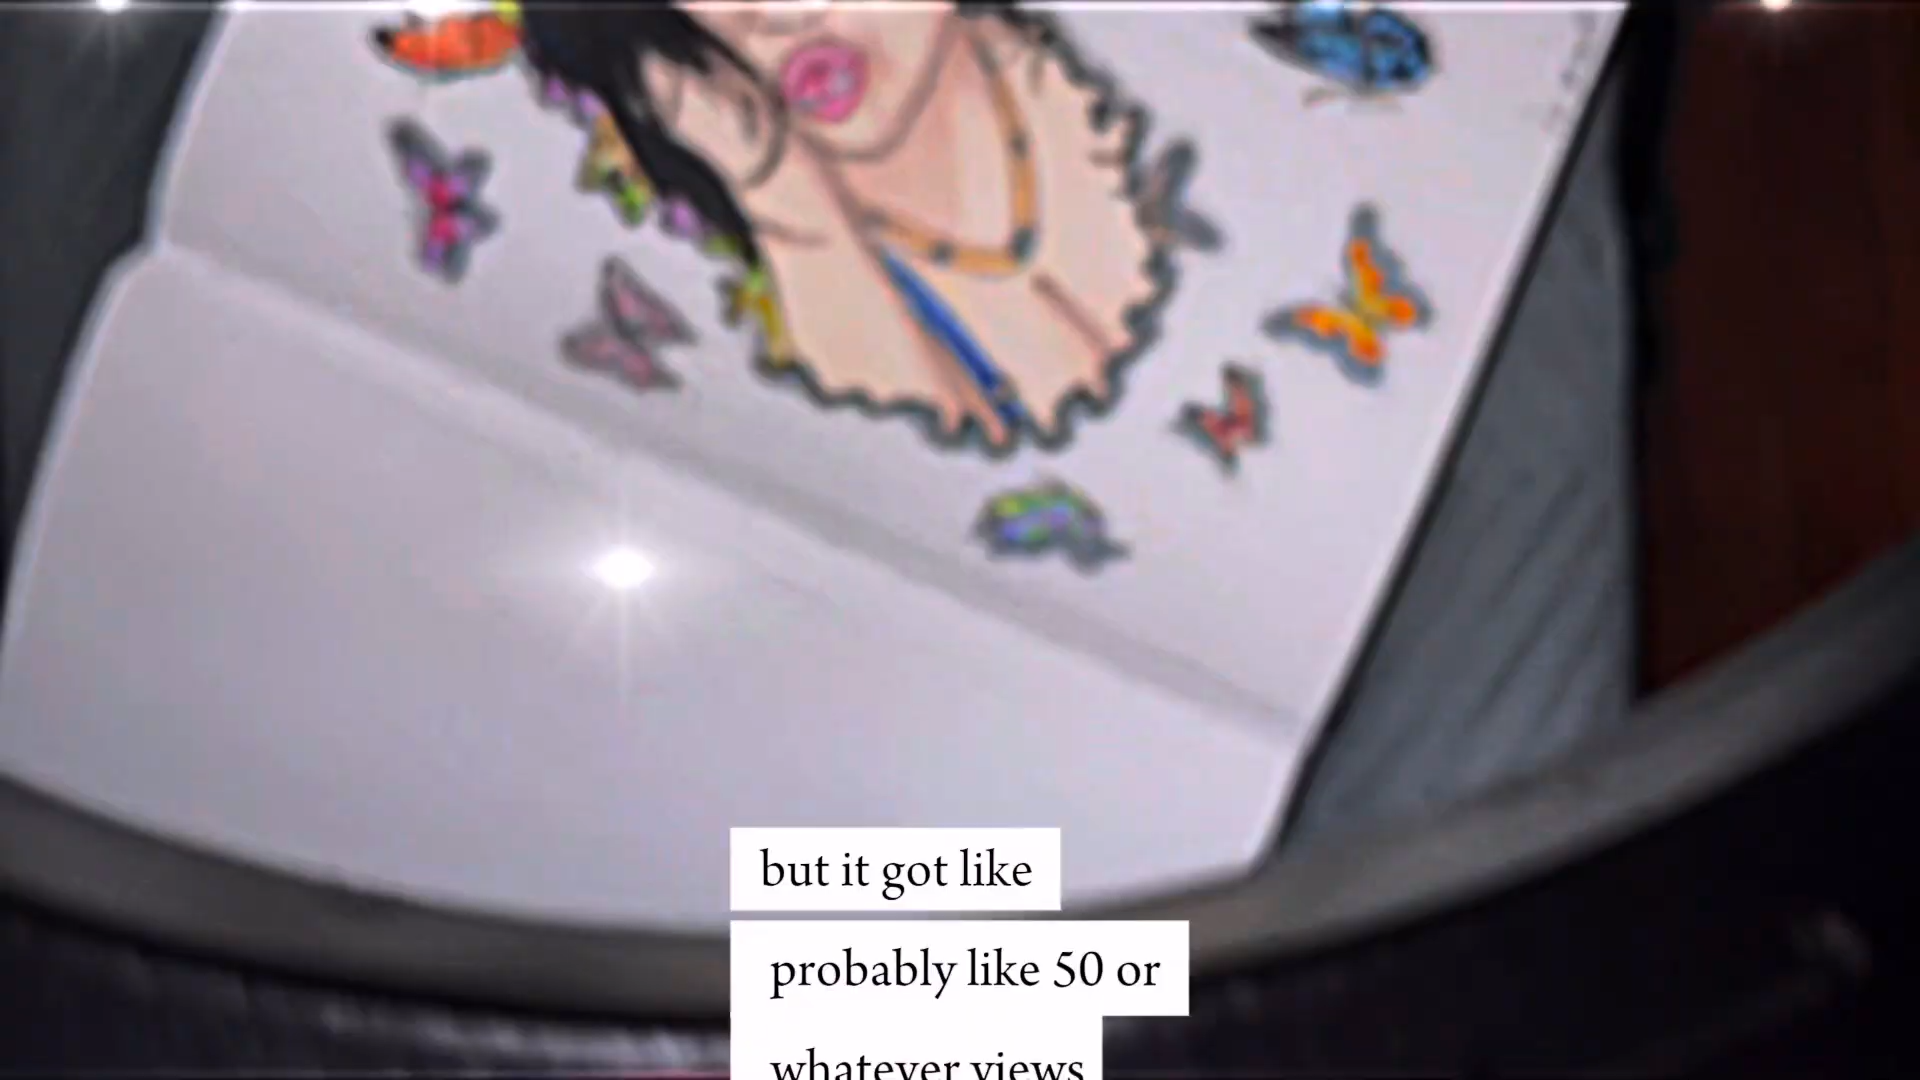 but it got like
probably like 50 or
whatever views